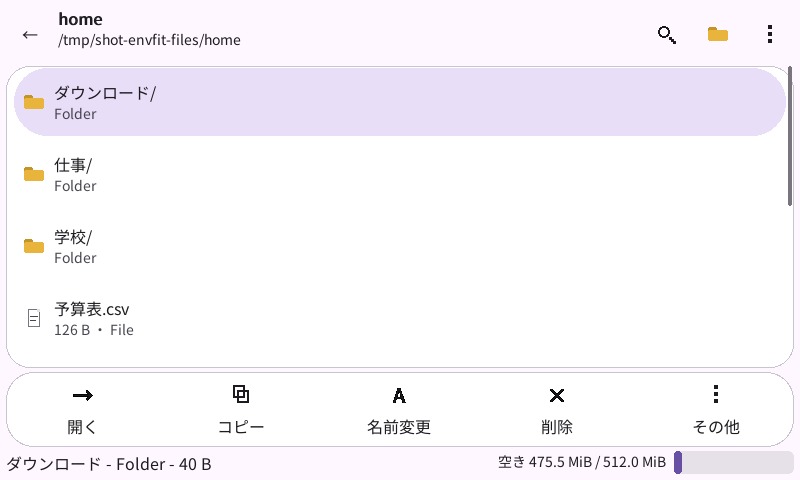 home
/tmp/shot-envfit-files/home
ダウンロード/
Folder
仕事/
Folder
学校/
Folder
予算表.csv
126 B • File
開く
コピー
名前変更
削除
その他
ダウンロード - Folder - 40 B
空き 475.5 MiB / 512.0 MiB